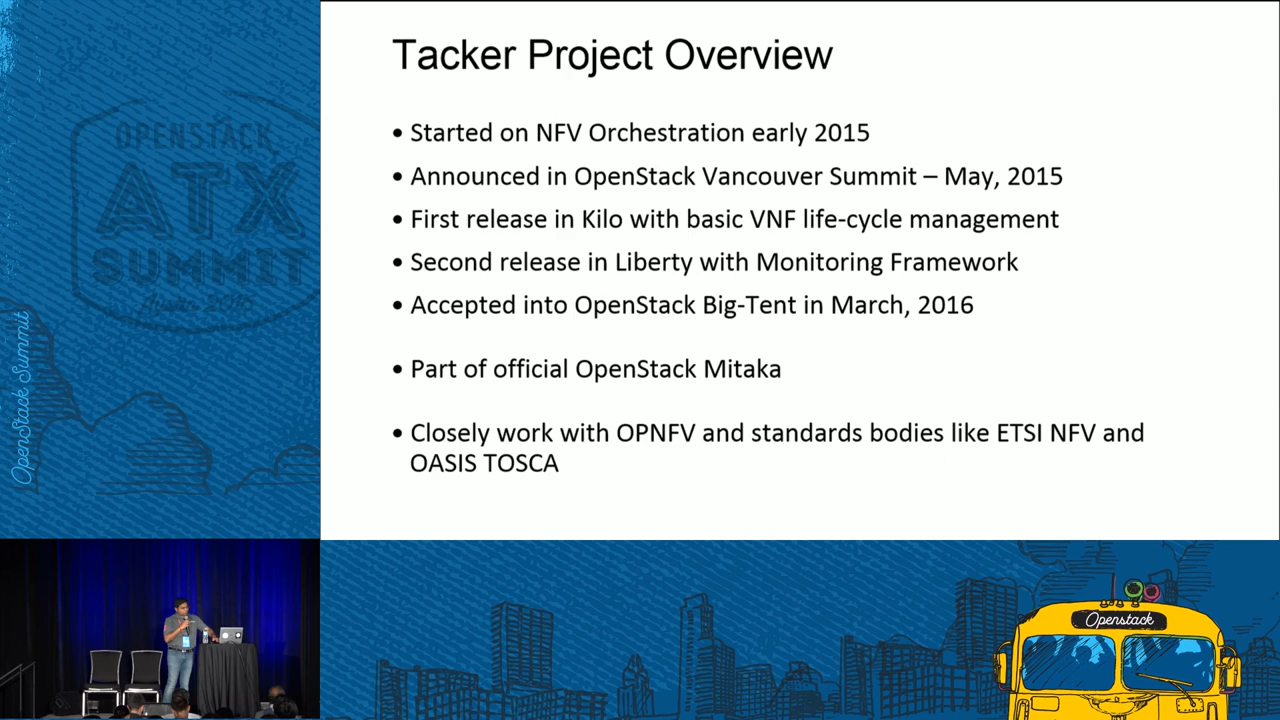 Tacker Project Overview
• Started on NFV Orchestration early 2015
• Announced in OpenStack Vancouver Summit – May, 2015
• First release in Kilo with basic VNF life-cycle management
• Second release in Liberty with Monitoring Framework
• Accepted into OpenStack Big-Tent in March, 2016
• Part of official OpenStack Mitaka
• Closely work with OPNFV and standards bodies like ETSI NFV and
OASIS TOSCA
OPENSTACK
ATX
SUMMIT
Austin 2016
OpenStack Summit
Openstack